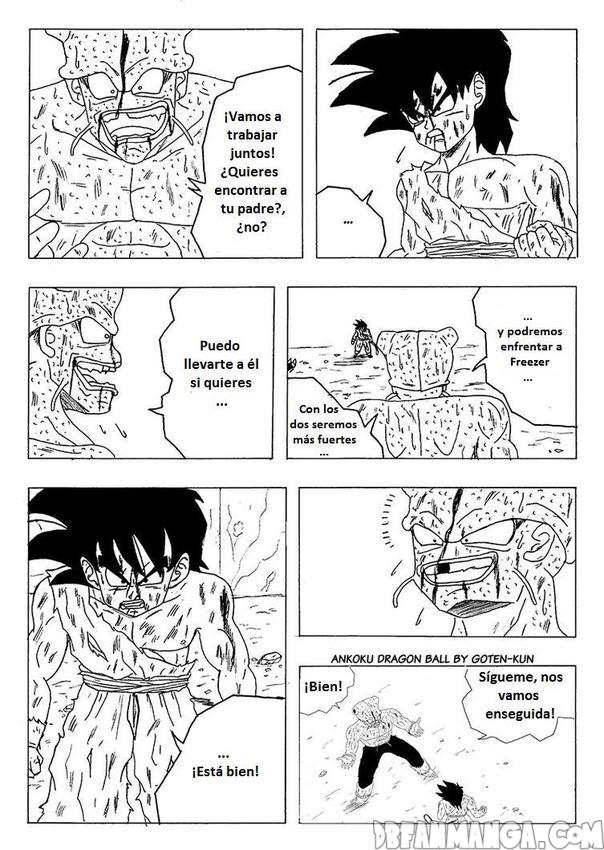 ¡Vamos a
trabajar
juntos!
¿Quieres
encontrar a
tu padre?,
¿no?
...
Puedo
llevarte a él
si quieres
...
...
y podremos
enfrentar a
Freezer
...
Con los
dos seremos
más fuertes
...
...
¡Está bien!
ANKOKU DRAGON BALL BY GOTEN-KUN
¡Bien!
Sígueme, nos
vamos
enseguida!
DBFANMANGA.COM